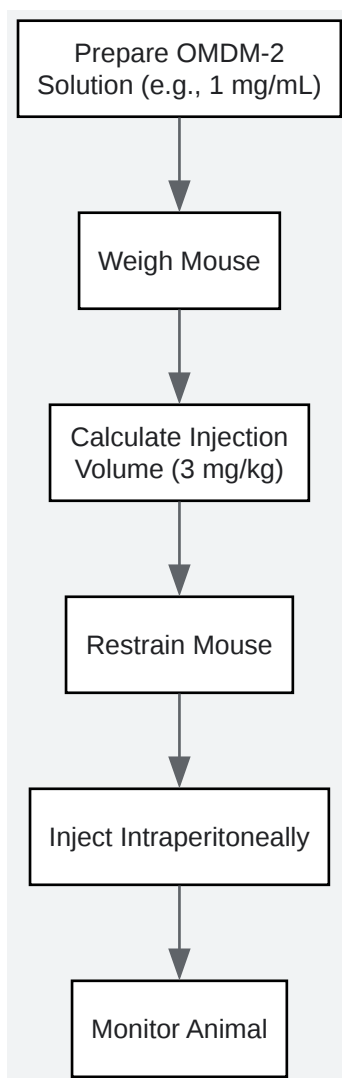 Prepare OMDM-2
Solution (e.g., 1 mg/mL)
Weigh Mouse
Calculate Injection
Volume (3 mg/kg)
Restrain Mouse
Inject Intraperitoneally
Monitor Animal